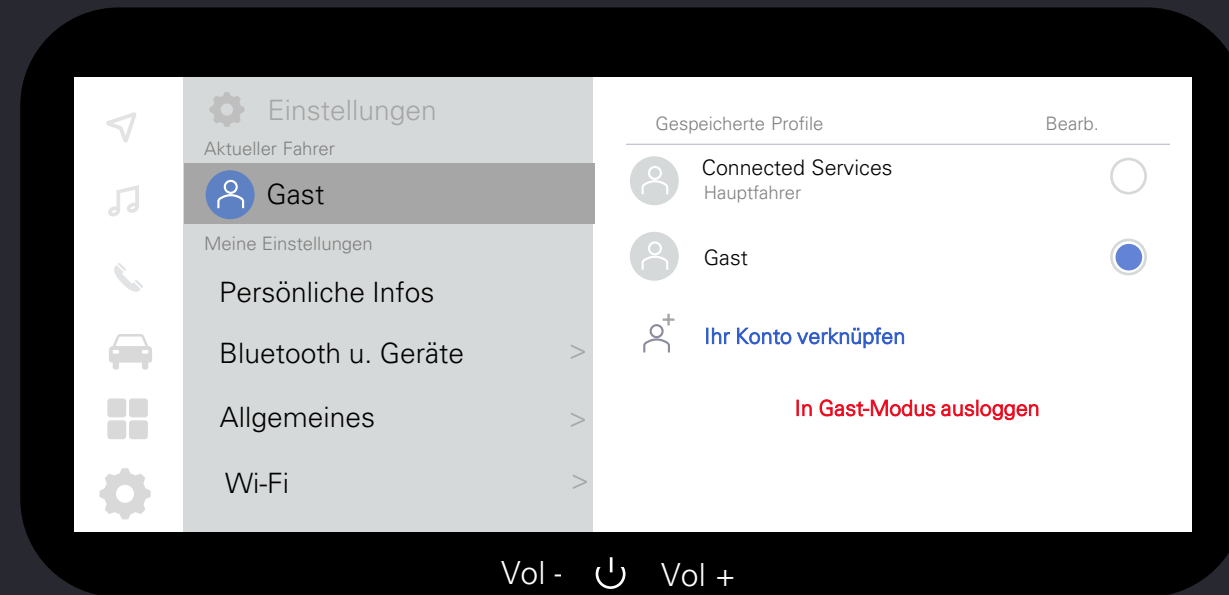 Einstellungen
Aktueller Fahrer
Gast
Meine Einstellungen
Persönliche Infos
Bluetooth u. Geräte >
Allgemeines >
Wi-Fi >
Gespeicherte Profile Bearb.
Connected Services
Hauptfahrer
Gast
Ihr Konto verknüpfen
In Gast-Modus ausloggen
Vol - Vol +